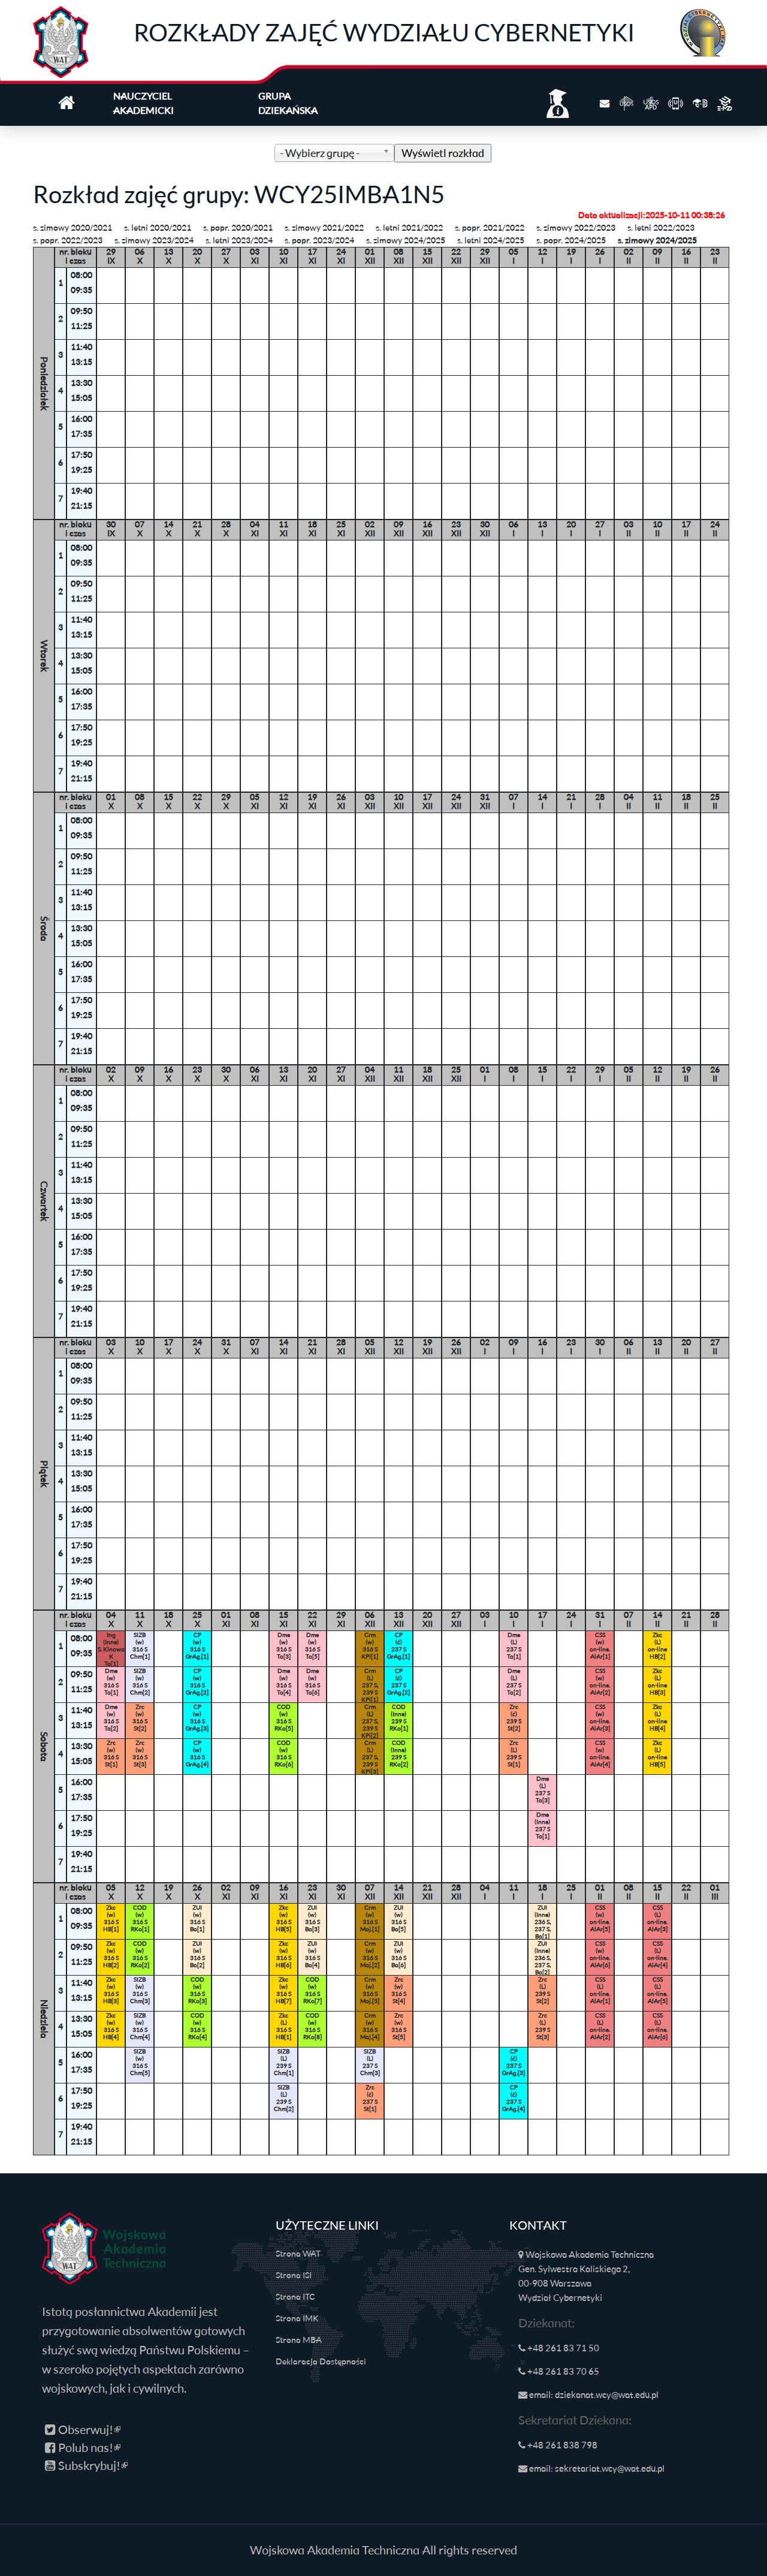 ROZKŁADY ZAJĘĆ WYDZIAŁU CYBERNETYKI
WAT
NAUCZYCIEL AKADEMICKI
GRUPA DZIEKAŃSKA
- Wybierz grupę -
Wyświetl rozkład
Rozkład zajęć grupy: WCY25IMBA1N5
Data aktualizacji:2025-10-11 00:38:26
s. zimowy 2020/2021 s. letni 2020/2021 s. popr. 2020/2021 s. zimowy 2021/2022 s. letni 2021/2022 s. popr. 2021/2022 s. zimowy 2022/2023 s. letni 2022/2023
s. popr. 2022/2023 s. zimowy 2023/2024 s. letni 2023/2024 s. popr. 2023/2024 s. zimowy 2024/2025 s. letni 2024/2025 s. popr. 2024/2025 s. zimowy 2024/2025
Poniedziałek
nr. bloku i czas 29 IX 06 X 13 X 20 X 27 X 03 XI 10 XI 17 XI 24 XI 01 XII 08 XII 15 XII 22 XII 29 XII 05 I 12 I 19 I 26 I 02 II 09 II 16 II 23 II
1 08:00 09:35
2 09:50 11:25
3 11:40 13:15
4 13:30 15:05
5 16:00 17:35
6 17:50 19:25
7 19:40 21:15
Wtorek
nr. bloku i czas 30 IX 07 X 14 X 21 X 28 X 04 XI 11 XI 18 XI 25 XI 02 XII 09 XII 16 XII 23 XII 30 XII 06 I 13 I 20 I 27 I 03 II 10 II 17 II 24 II
1 08:00 09:35
2 09:50 11:25
3 11:40 13:15
4 13:30 15:05
5 16:00 17:35
6 17:50 19:25
7 19:40 21:15
Środa
nr. bloku i czas 01 X 08 X 15 X 22 X 29 X 05 XI 12 XI 19 XI 26 XI 03 XII 10 XII 17 XII 24 XII 31 XII 07 I 14 I 21 I 28 I 04 II 11 II 18 II 25 II
1 08:00 09:35
2 09:50 11:25
3 11:40 13:15
4 13:30 15:05
5 16:00 17:35
6 17:50 19:25
7 19:40 21:15
Czwartek
nr. bloku i czas 02 X 09 X 16 X 23 X 30 X 06 XI 13 XI 20 XI 27 XI 04 XII 11 XII 18 XII 25 XII 01 I 08 I 15 I 22 I 29 I 05 II 12 II 19 II 26 II
1 08:00 09:35
2 09:50 11:25
3 11:40 13:15
4 13:30 15:05
5 16:00 17:35
6 17:50 19:25
7 19:40 21:15
Piątek
nr. bloku i czas 03 X 10 X 17 X 24 X 31 X 07 XI 14 XI 21 XI 28 XI 05 XII 12 XII 19 XII 26 XII 02 I 09 I 16 I 23 I 30 I 06 II 13 II 20 II 27 II
1 08:00 09:35
2 09:50 11:25
3 11:40 13:15
4 13:30 15:05
5 16:00 17:35
6 17:50 19:25
7 19:40 21:15
Sobota
nr. bloku i czas 04 X 11 X 18 X 25 X 01 XI 08 XI 15 XI 22 XI 29 XI 06 XII 13 XII 20 XII 27 XII 03 I 10 I 17 I 24 I 31 I 07 II 14 II 21 II 28 II
1 08:00 09:35 Ing (Inne) S. Kinowa K To[1] SIZB (w) 316 S Chm[1] CP (w) 316 S GrAg.[1] Dme (w) 316 S To[3] Dme (w) 316 S To[5] Crm (w) 316 S KPi[1] CP (ć) 237 S GrAg.[1] Dme (L) 237 S To[1] CSS (w) on-line. AlAr[1] Zkc (L) on-line HB[2]
2 09:50 11:25 Dme (w) 316 S To[1] SIZB (w) 316 S Chm[2] CP (w) 316 S GrAg.[2] Dme (w) 316 S To[4] Dme (w) 316 S To[6] Crm (L) 237 S, 239 S KPi[1] CP (ć) 237 S GrAg.[2] Dme (L) 237 S To[2] CSS (w) on-line. AlAr[2] Zkc (L) on-line HB[3]
3 11:40 13:15 Dme (w) 316 S To[2] Zrc (w) 316 S St[2] CP (w) 316 S GrAg.[3] COD (w) 316 S RKo[5] Crm (L) 237 S, 239 S KPi[2] COD (Inne) 239 S RKo[1] Zrc (ć) 239 S St[2] CSS (w) on-line. AlAr[3] Zkc (L) on-line HB[4]
4 13:30 15:05 Zrc (w) 316 S St[1] Zrc (w) 316 S St[3] CP (w) 316 S GrAg.[4] COD (w) 316 S RKo[6] Crm (L) 237 S, 239 S KPi[3] COD (Inne) 239 S RKo[2] Zrc (L) 239 S St[1] CSS (w) on-line. AlAr[4] Zkc (L) on-line HB[5]
5 16:00 17:35 Dme (L) 237 S To[3]
6 17:50 19:25 Dme (Inne) 237 S To[1]
7 19:40 21:15
Niedziela
nr. bloku i czas 05 X 12 X 19 X 26 X 02 XI 09 XI 16 XI 23 XI 30 XI 07 XII 14 XII 21 XII 28 XII 04 I 11 I 18 I 25 I 01 II 08 II 15 II 22 II 01 III
1 08:00 09:35 Zkc (w) 316 S HB[1] COD (w) 316 S RKo[1] ZUI (w) 316 S Ba[1] Zkc (w) 316 S HB[5] ZUI (w) 316 S Ba[3] Crm (w) 316 S Maj.[1] ZUI (w) 316 S Ba[5] ZUI (Inne) 236 S, 237 S, Ba[1] CSS (w) on-line. AlAr[5] CSS (L) on-line. AlAr[3]
2 09:50 11:25 Zkc (w) 316 S HB[2] COD (w) 316 S RKo[2] ZUI (w) 316 S Ba[2] Zkc (w) 316 S HB[6] ZUI (w) 316 S Ba[4] Crm (w) 316 S Maj.[2] ZUI (w) 316 S Ba[6] ZUI (Inne) 236 S, 237 S, Ba[2] CSS (w) on-line. AlAr[6] CSS (L) on-line. AlAr[4]
3 11:40 13:15 Zkc (w) 316 S HB[3] SIZB (w) 316 S Chm[3] COD (w) 316 S RKo[3] Zkc (w) 316 S HB[7] COD (w) 316 S RKo[7] Crm (w) 316 S Maj.[3] Zrc (w) 316 S St[4] Zrc (L) 239 S St[2] CSS (L) on-line. AlAr[1] CSS (L) on-line. AlAr[5]
4 13:30 15:05 Zkc (w) 316 S HB[4] SIZB (w) 316 S Chm[4] COD (w) 316 S RKo[4] Zkc (L) 316 S HB[1] COD (w) 316 S RKo[8] Crm (w) 316 S Maj.[4] Zrc (w) 316 S St[5] Zrc (L) 239 S St[3] CSS (L) on-line. AlAr[2] CSS (L) on-line. AlAr[6]
5 16:00 17:35 SIZB (w) 316 S Chm[5] SIZB (L) 239 S Chm[1] SIZB (L) 237 S Chm[3] CP (ć) 237 S GrAg.[3]
6 17:50 19:25 SIZB (L) 239 S Chm[2] Zrc (ć) 237 S St[1] CP (ć) 237 S GrAg.[4]
7 19:40 21:15
WAT
Wojskowa
Akademia
Techniczna
Istotą posłannictwa Akademii jest
przygotowanie absolwentów gotowych
służyć swą wiedzą Państwu Polskiemu –
w szeroko pojętych aspektach zarówno
wojskowych, jak i cywilnych.
Obserwuj!
Polub nas!
Subskrybuj!
UŻYTECZNE LINKI
Strona WAT
Strona ISI
Strona ITC
Strona IMK
Strona MBA
Deklaracja Dostępności
KONTAKT
Wojskowa Akademia Techniczna
Gen. Sylwestra Kaliskiego 2,
00-908 Warszawa
Wydział Cybernetyki
Dziekanat:
+48 261 83 71 50
+48 261 83 70 65
email: dziekanat.wcy@wat.edu.pl
Sekretariat Dziekana:
+48 261 838 798
email: sekretariat.wcy@wat.edu.pl
Wojskowa Akademia Techniczna All rights reserved